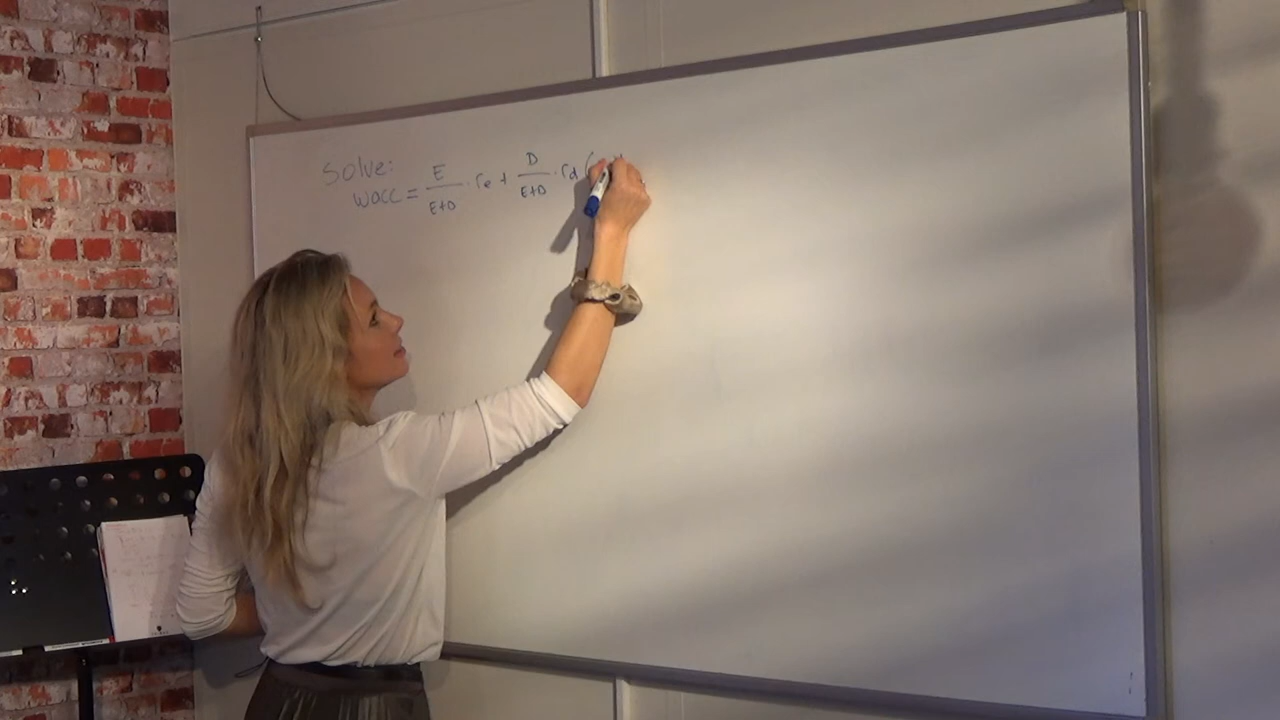 Solve:
wacc = E/E+D · re + D/E+D · rd (